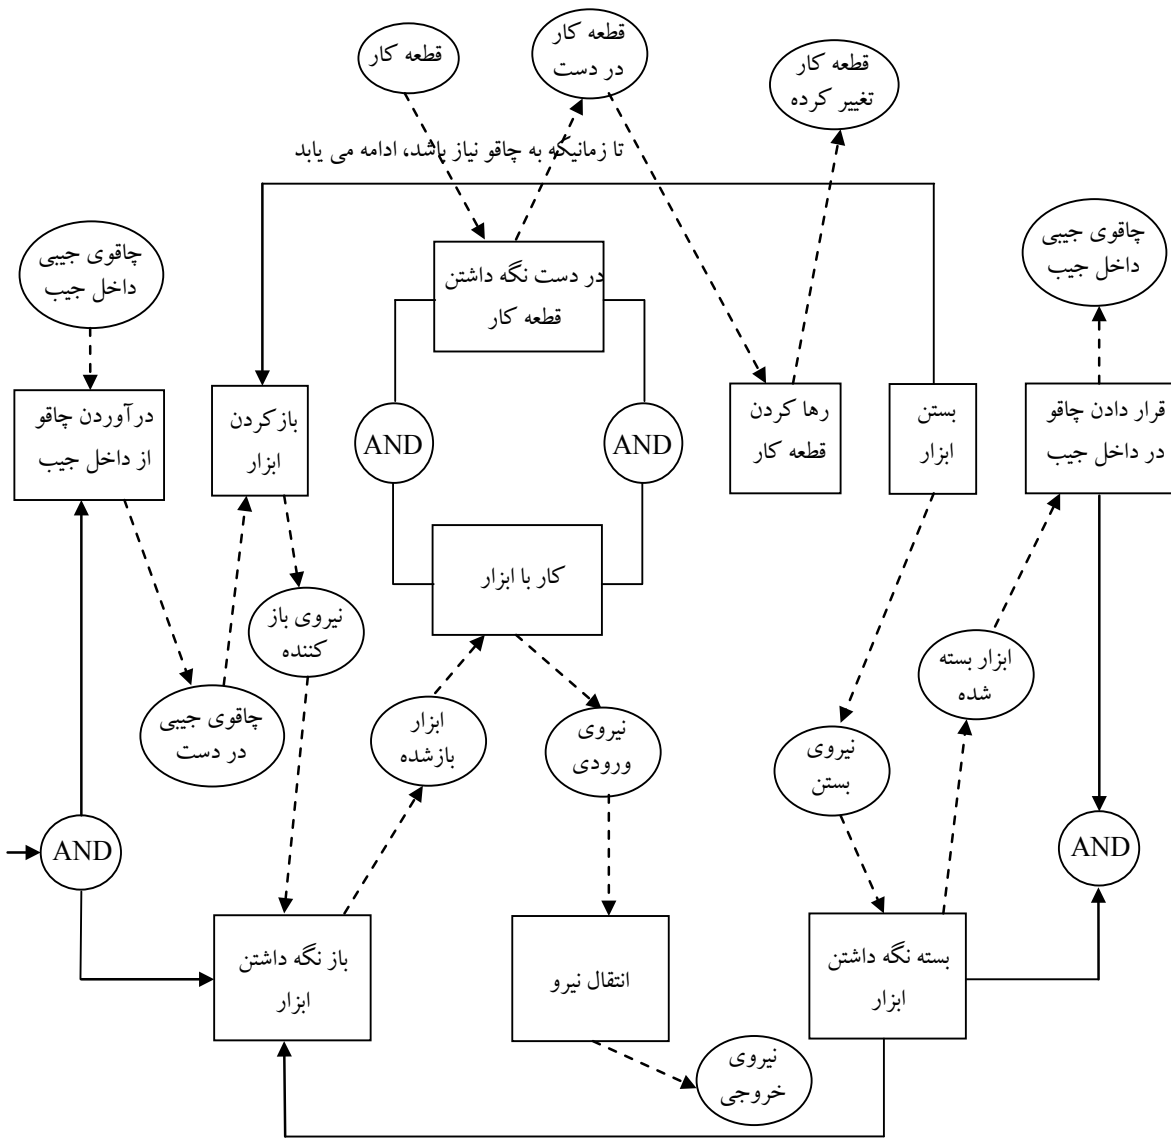 قطعه کار
قطعه کار
در دست
قطعه کار
تغییر کرده
تا زمانیکه به چاقو نیاز باشد، ادامه می یابد
چاقوی جیبی
داخل جیب
چاقوی جیبی
داخل جیب
در دست نگه داشتن
قطعه کار
درآوردن چاقو
از داخل جیب
بازکردن
ابزار
AND
AND
رها کردن
قطعه کار
بستن
ابزار
قرار دادن چاقو
در داخل جیب
کار با ابزار
نیروی باز
کننده
چاقوی جیبی
در دست
ابزار
بازشده
نیروی
ورودی
نیروی
بستن
ابزار بسته
شده
AND
AND
باز نگه داشتن
ابزار
انتقال نیرو
بسته نگه داشتن
ابزار
نیروی
خروجی